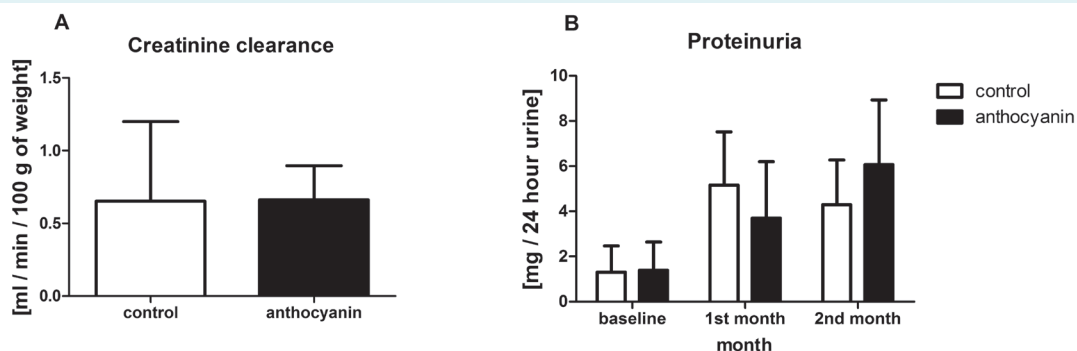 A
Creatinine clearance
[ml / min / 100 g of weight]
1.5
1.0
0.5
0.0
control
anthocyanin
B
Proteinuria
[mg / 24 hour urine]
10
8
6
4
2
0
baseline
1st month
2nd month
month
control
anthocyanin